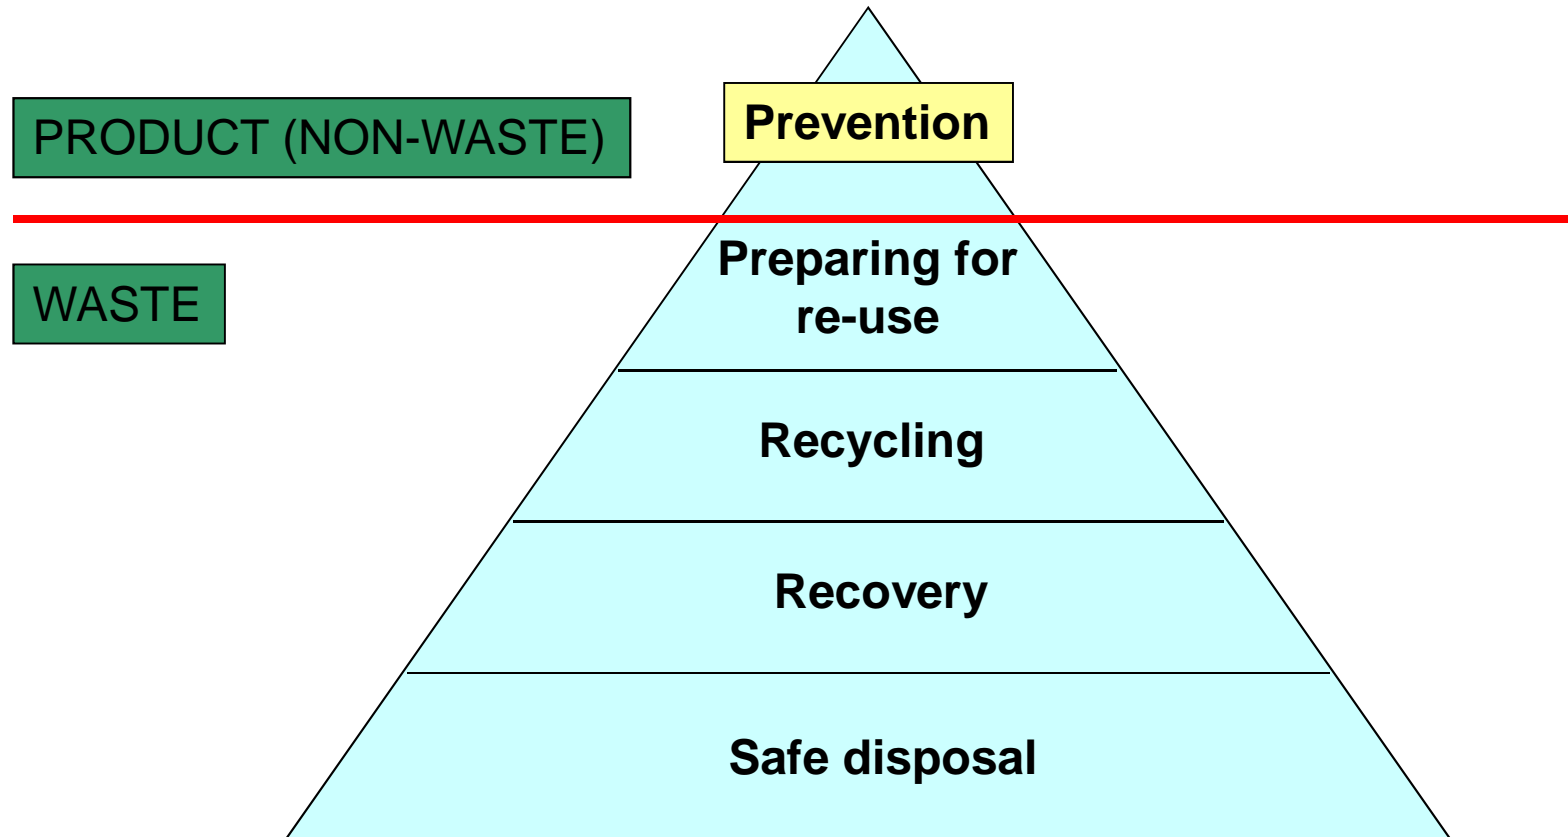 PRODUCT (NON-WASTE)
Prevention
WASTE
Preparing for
re-use
Recycling
Recovery
Safe disposal